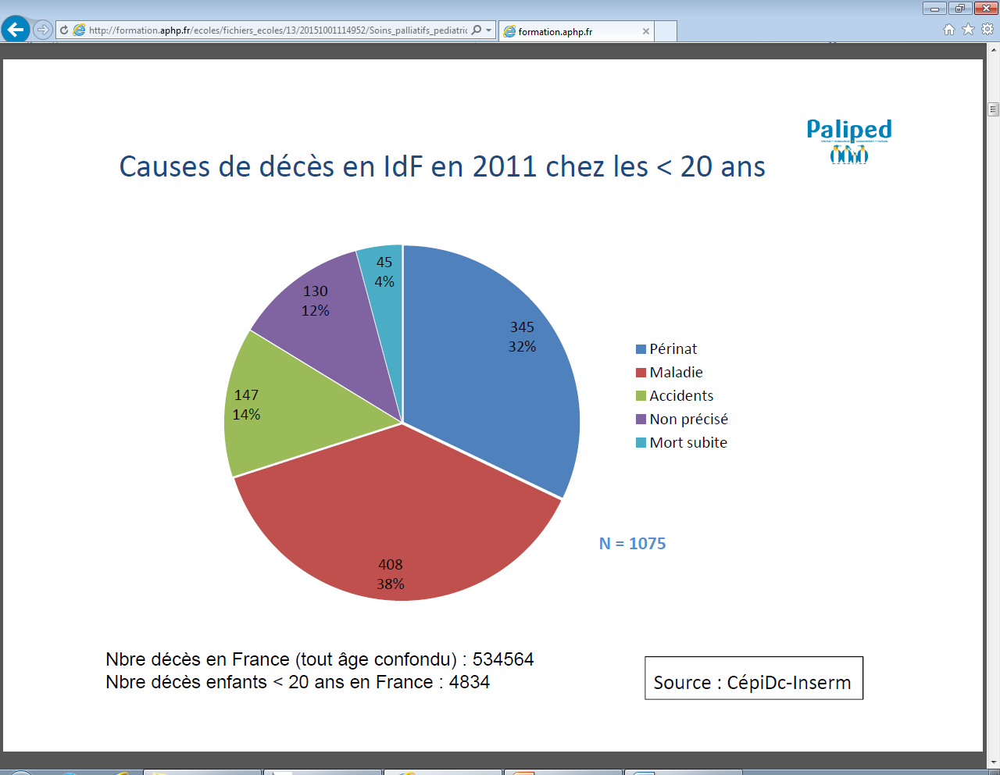 http://formation.aphp.fr/ecoles/fichiers_ecoles/13/20151001114952/Soins_palliatifs_pediatric
formation.aphp.fr
Paliped
Causes de décès en IdF en 2011 chez les < 20 ans
45
4%
130
12%
345
32%
147
14%
408
38%
Périnat
Maladie
Accidents
Non précisé
Mort subite
N = 1075
Nbre décès en France (tout âge confondu) : 534564
Nbre décès enfants < 20 ans en France : 4834
Source : CépiDc-Inserm